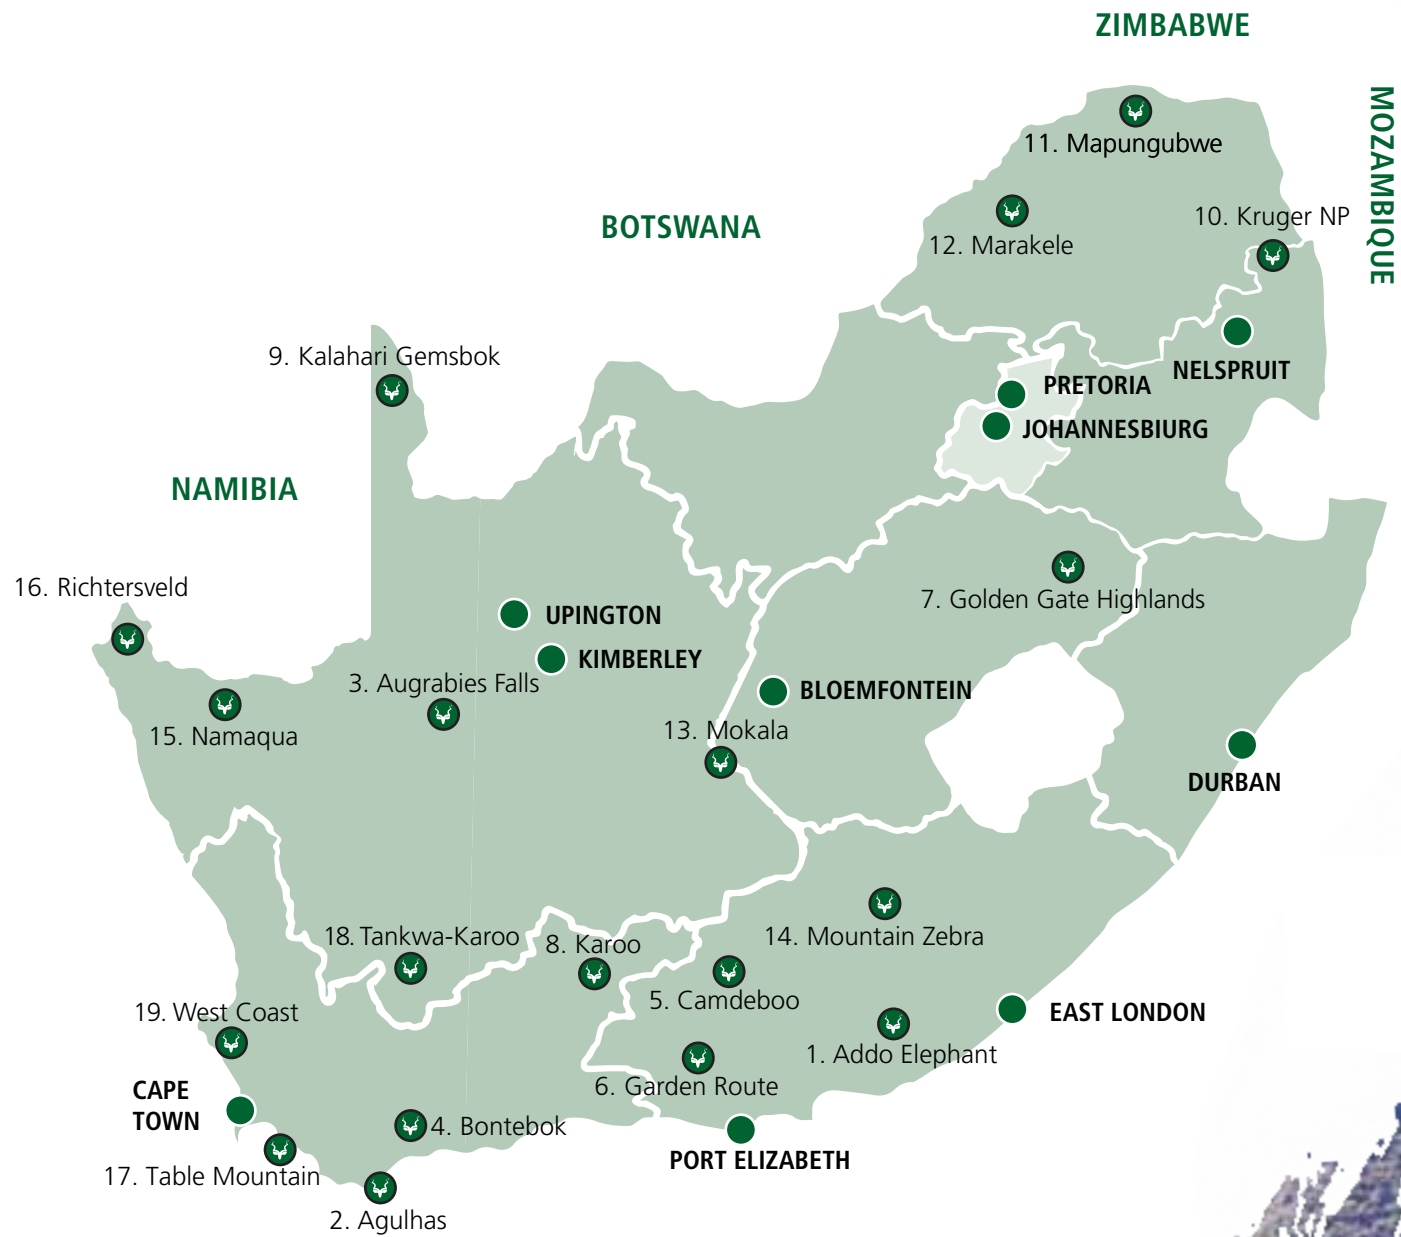 ZIMBABWE
MOZAMBIQUE
11. Mapungubwe
10. Kruger NP
BOTSWANA
12. Marakele
9. Kalahari Gemsbok
NELSPRUIT
PRETORIA
JOHANNESBIURG
NAMIBIA
16. Richtersveld
7. Golden Gate Highlands
UPINGTON
KIMBERLEY
3. Augrabies Falls
BLOEMFONTEIN
15. Namaqua
13. Mokala
DURBAN
18. Tankwa-Karoo
8. Karoo
14. Mountain Zebra
5. Camdeboo
19. West Coast
EAST LONDON
1. Addo Elephant
6. Garden Route
CAPE
TOWN
4. Bontebok
PORT ELIZABETH
17. Table Mountain
2. Agulhas